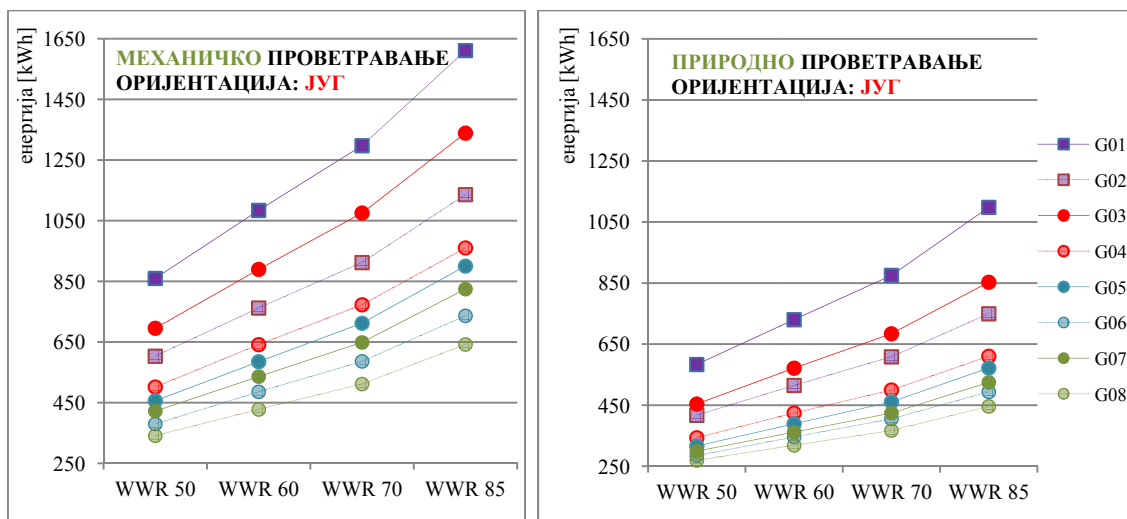 енергија [kWh]
1650
1450
1250
1050
850
650
450
250
МЕХАНИЧКО ПРОВЕТРАВАЊЕ
ОРИЈЕНТАЦИЈА: ЈУГ
WWR 50 WWR 60 WWR 70 WWR 85
енергија [kWh]
1650
1450
1250
1050
850
650
450
250
ПРИРОДНО ПРОВЕТРАВАЊЕ
ОРИЈЕНТАЦИЈА: ЈУГ
WWR 50 WWR 60 WWR 70 WWR 85
G01
G02
G03
G04
G05
G06
G07
G08